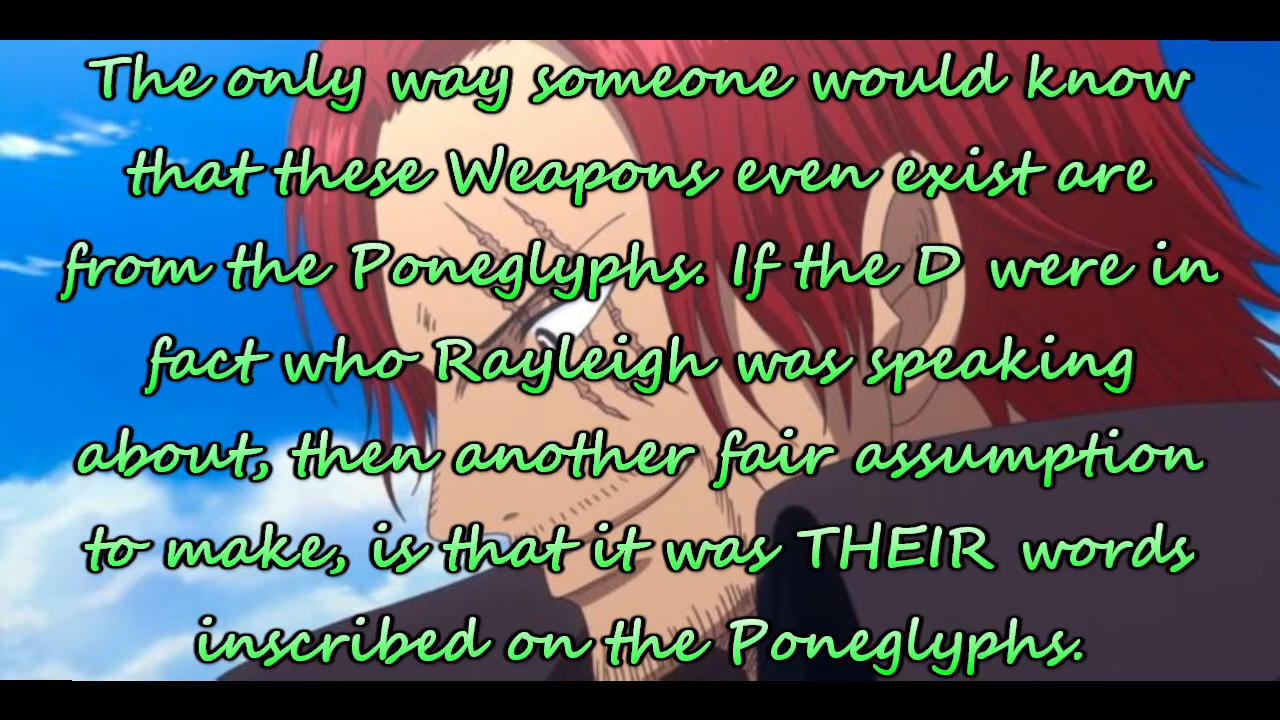 The only way someone would know
that these Weapons even exist are
from the Poneglyphs. If the D were in
fact who Rayleigh was speaking
about, then another fair assumption
to make, is that it was THEIR words
inscribed on the Poneglyphs.